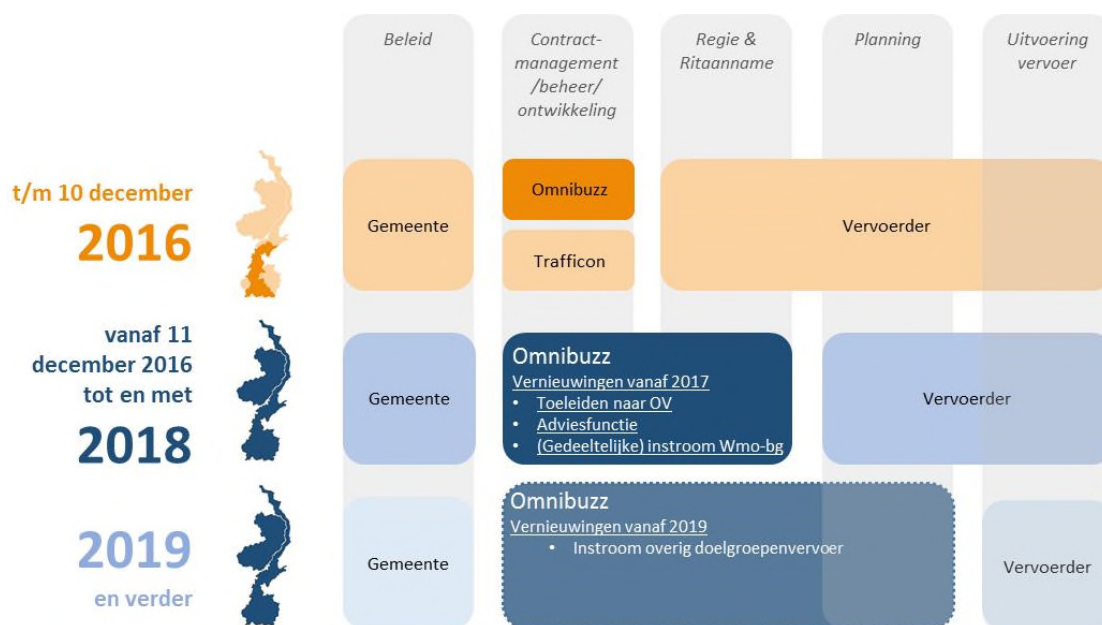 Beleid
Contract-
management
/beheer/
ontwikkeling
Regie &
Ritaanname
Planning
Uitvoering
vervoer
t/m 10 december
2016
Gemeente
Omnibuzz
Trafficon
Vervoerder
vanaf 11
december 2016
tot en met
2018
Gemeente
Omnibuzz
Vernieuwingen vanaf 2017
• Toeleiden naar OV
• Adviesfunctie
• (Gedeeltelijke) instroom Wmo-bg
Vervoerder
2019
en verder
Gemeente
Omnibuzz
Vernieuwingen vanaf 2019
• Instroom overig doelgroepenvervoer
Vervoerder